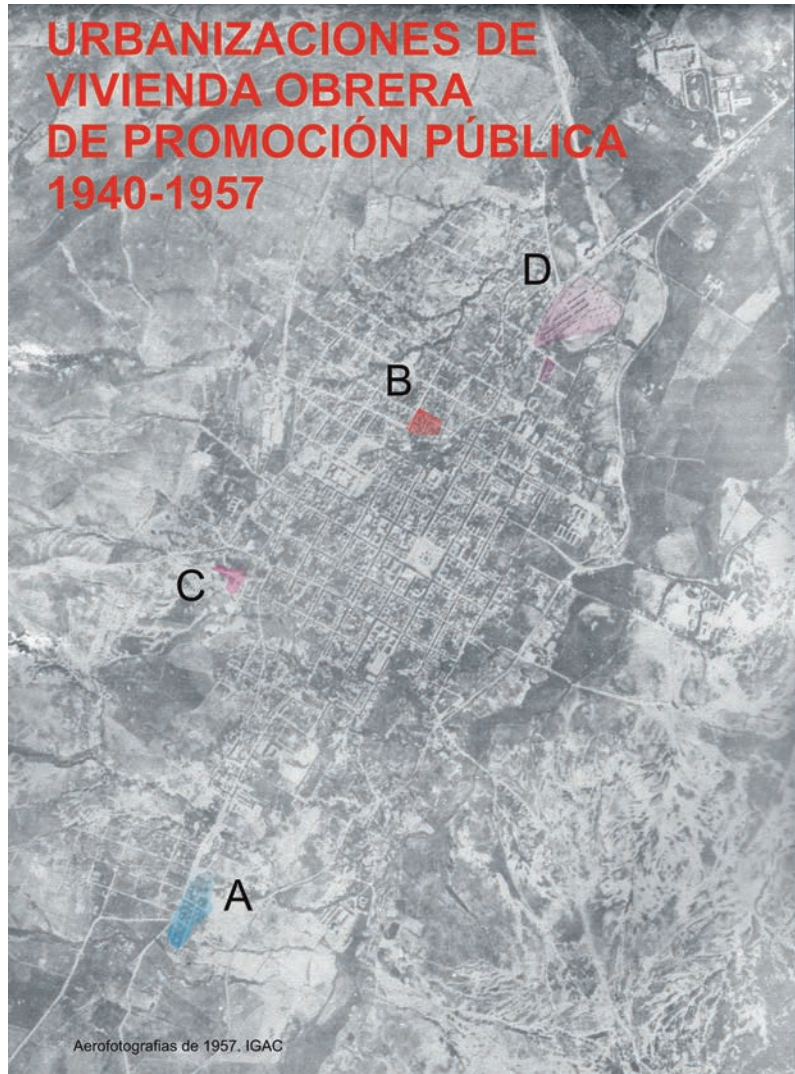 URBANIZACIONES DE
VIVIENDA OBRERA
DE PROMOCIÓN PÚBLICA
1940-1957
D
B
C
A
Aerofotografias de 1957. IGAC